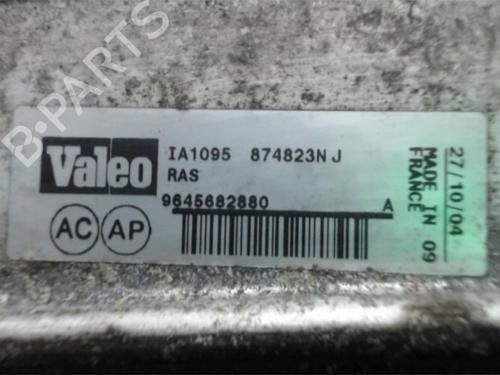 B-PARTS
Valeo
IA1095 874823N J
RAS
9645682880
A
AC AP
27/10/04
MADE IN 09
FRANCE